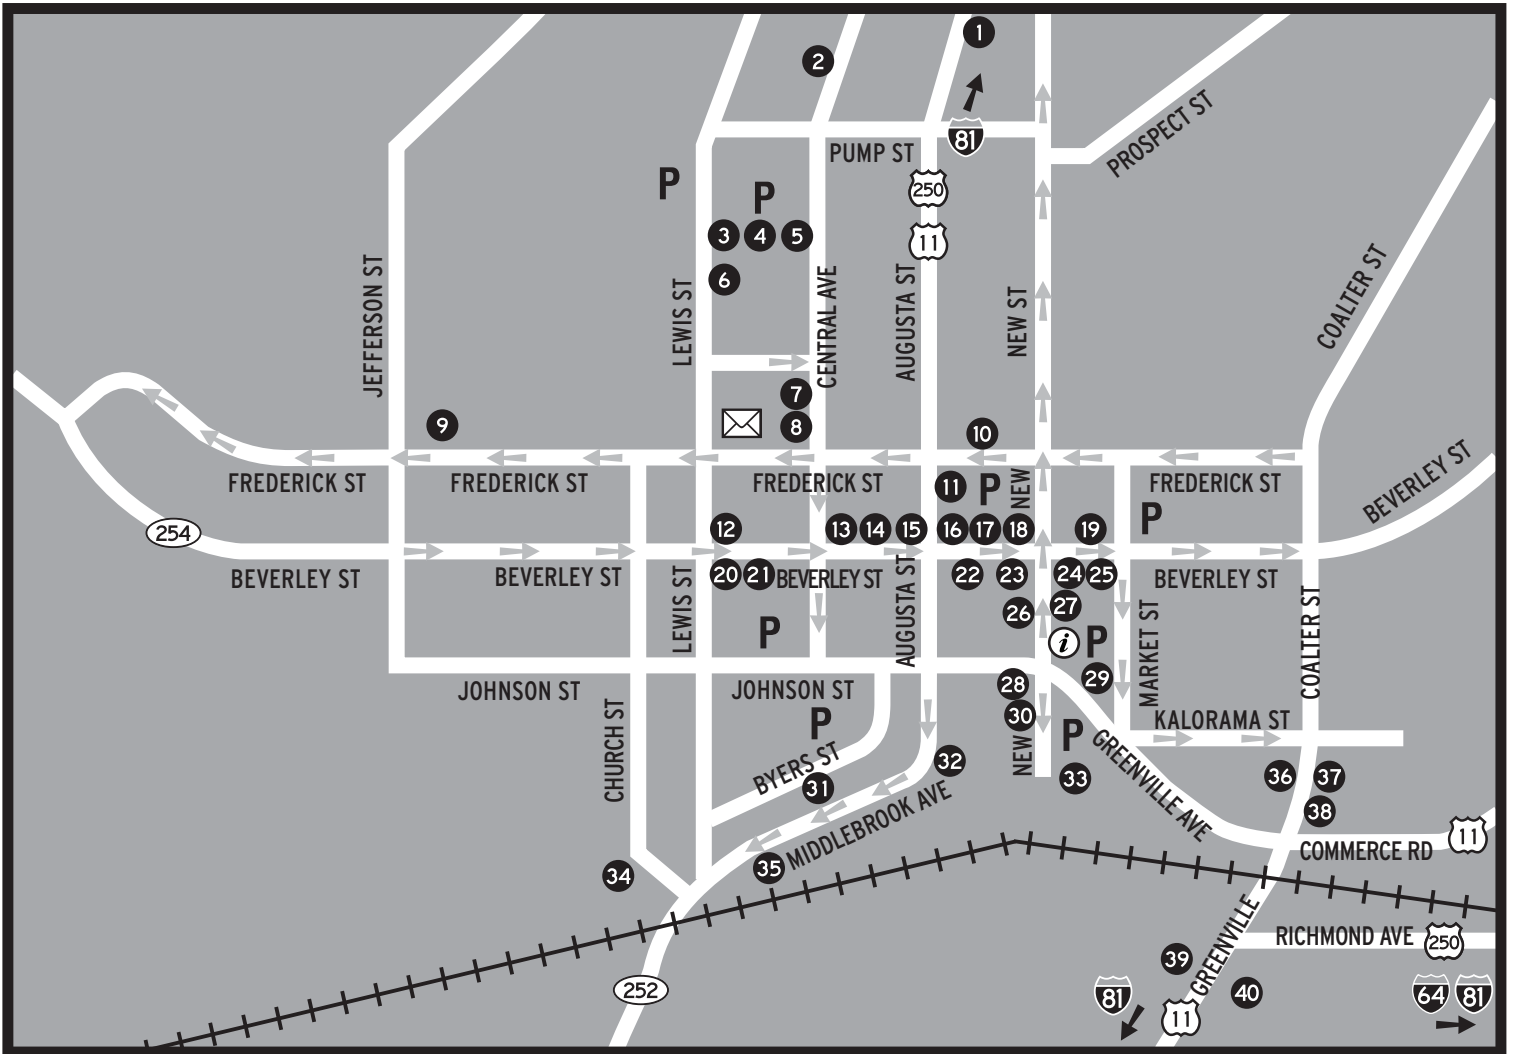 1
2
81
PROSPECT ST
PUMP ST
P
P
250
3
4
5
11
6
JEFFERSON ST
LEWIS ST
CENTRAL AVE
AUGUSTA ST
NEW ST
COALTER ST
7
8
9
10
FREDERICK ST
FREDERICK ST
FREDERICK ST
11
P
NEW
FREDERICK ST
BEVERLEY ST
254
12
13
14
15
16
17
18
19
P
BEVERLEY ST
BEVERLEY ST
20
21
BEVERLEY ST
22
23
24
25
BEVERLEY ST
LEWIS ST
AUGUSTA ST
26
27
MARKET ST
COALTER ST
P
i
P
29
JOHNSON ST
JOHNSON ST
28
30
CHURCH ST
P
NEW
P
KALORAMA ST
GREENVILLE AVE
BYERS ST
31
32
33
36
37
38
MIDDLEBROOK AVE
11
COMMERCE RD
34
35
GREENVILLE
RICHMOND AVE
250
39
40
252
81
11
64
81